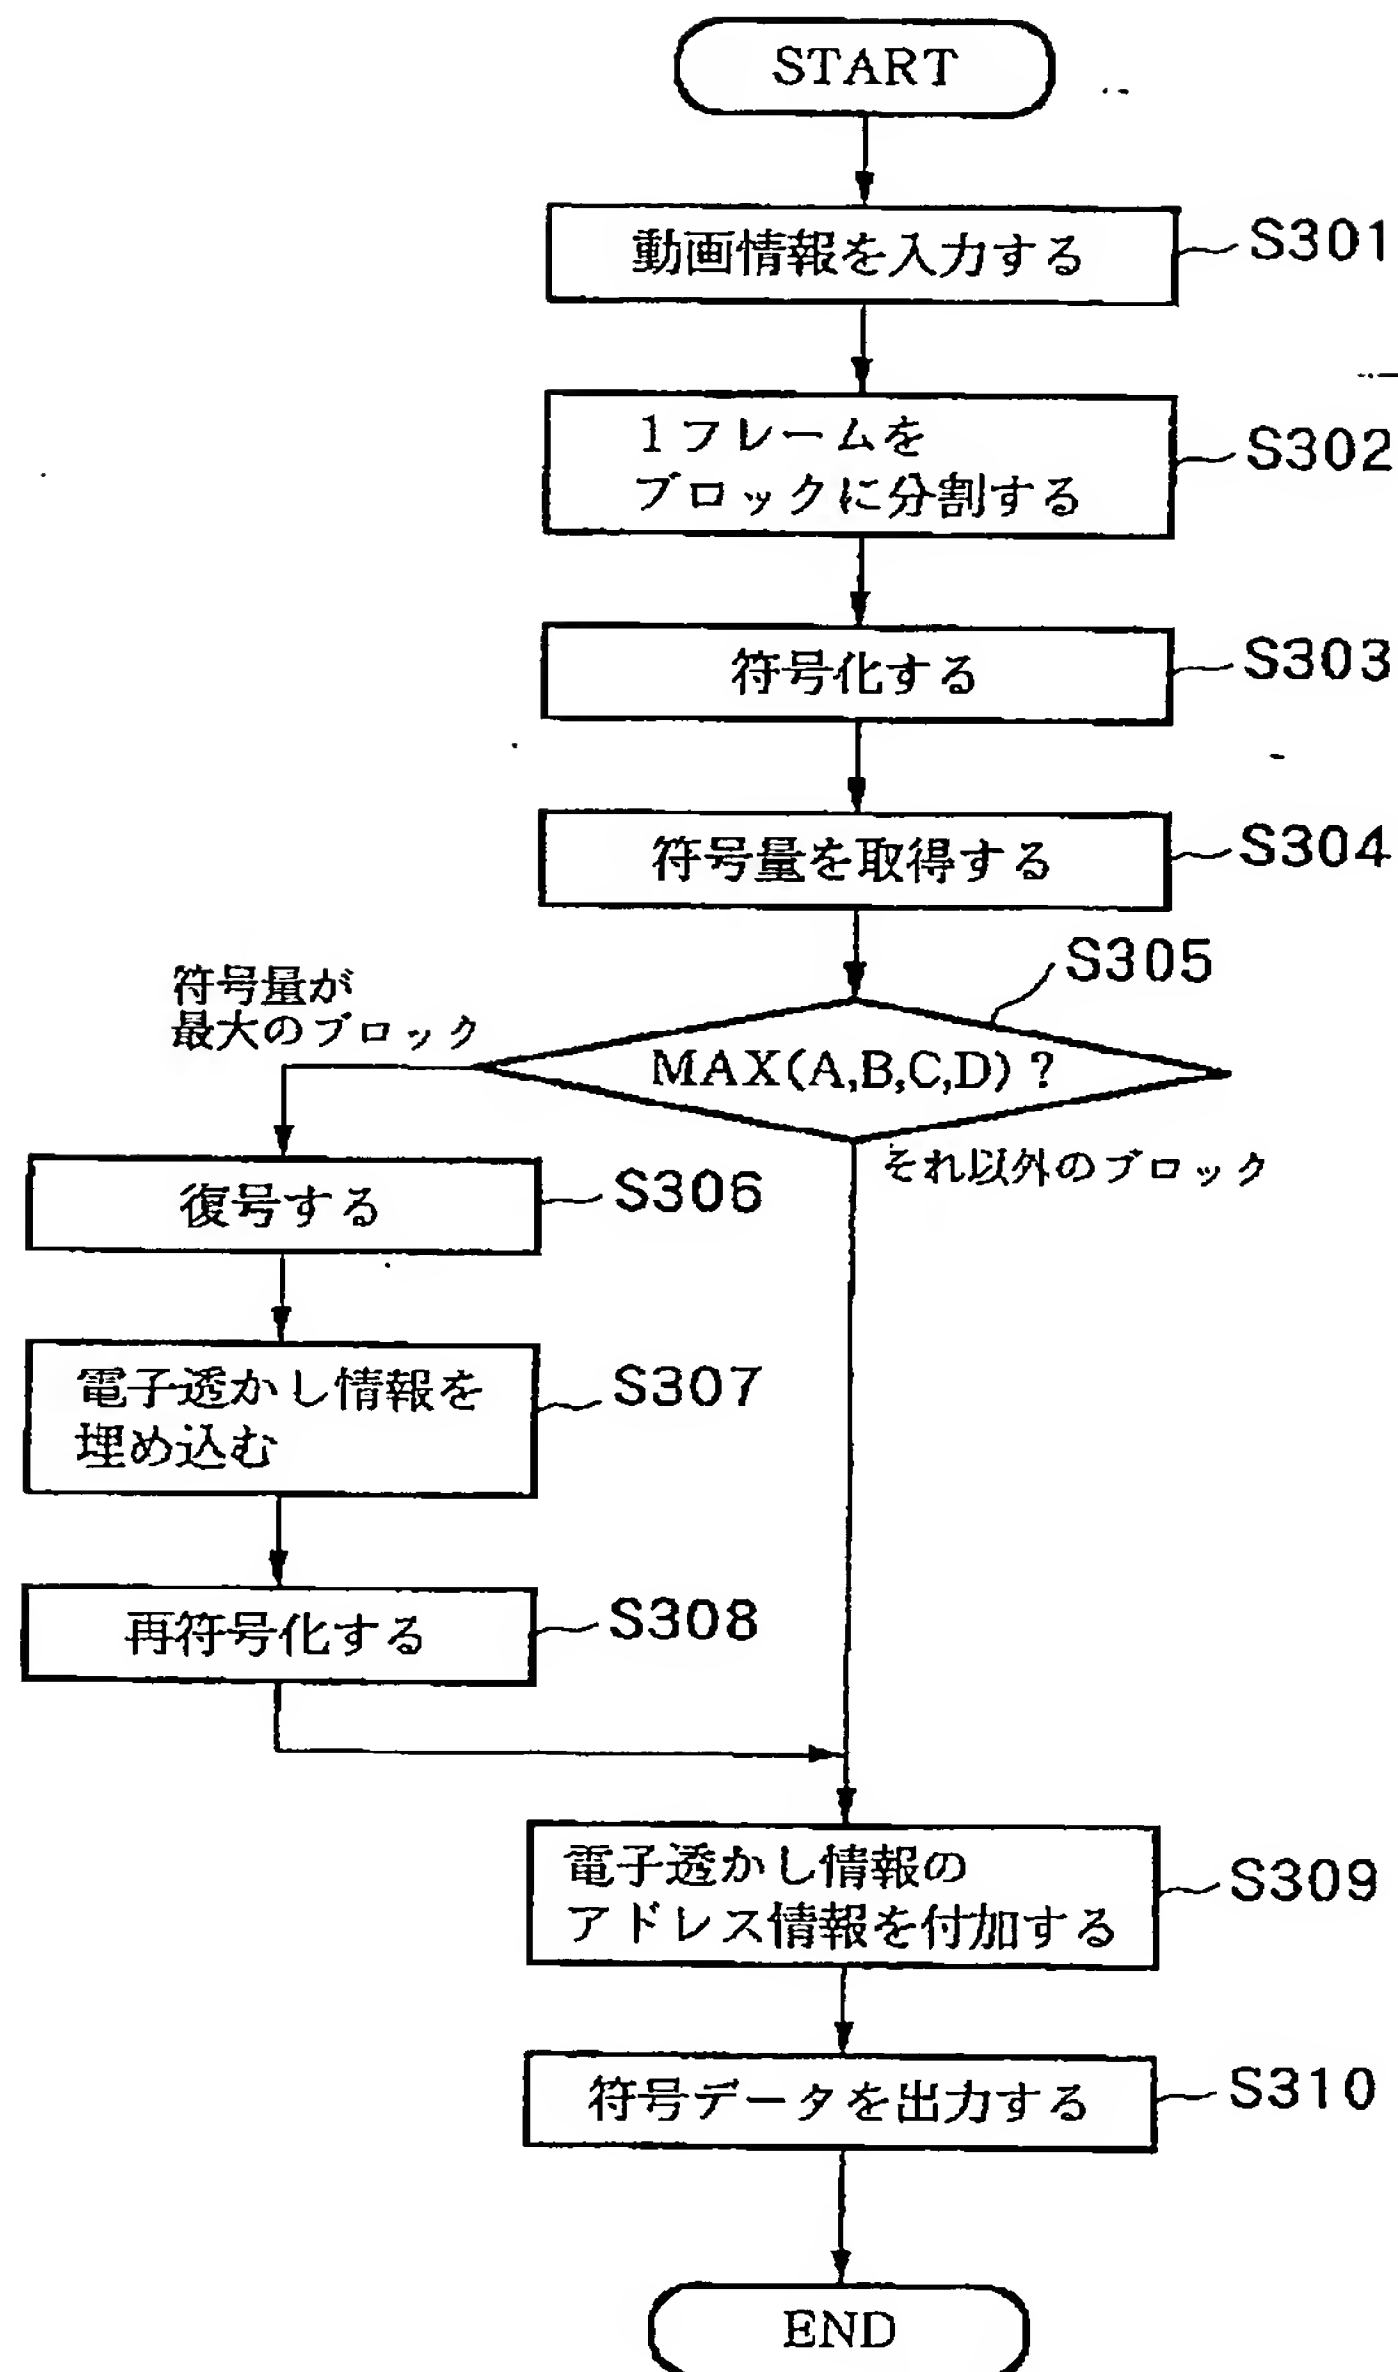 START
動画情報を入力する
S301
1フレームを
ブロックに分割する
S302
符号化する
S303
符号量を取得する
S304
S305
符号量が
最大のブロック
MAX(A,B,C,D)?
それ以外のブロック
復号する
S306
電子透かし情報を
埋め込む
S307
再符号化する
S308
電子透かし情報の
アドレス情報を付加する
S309
符号データを出力する
S310
END